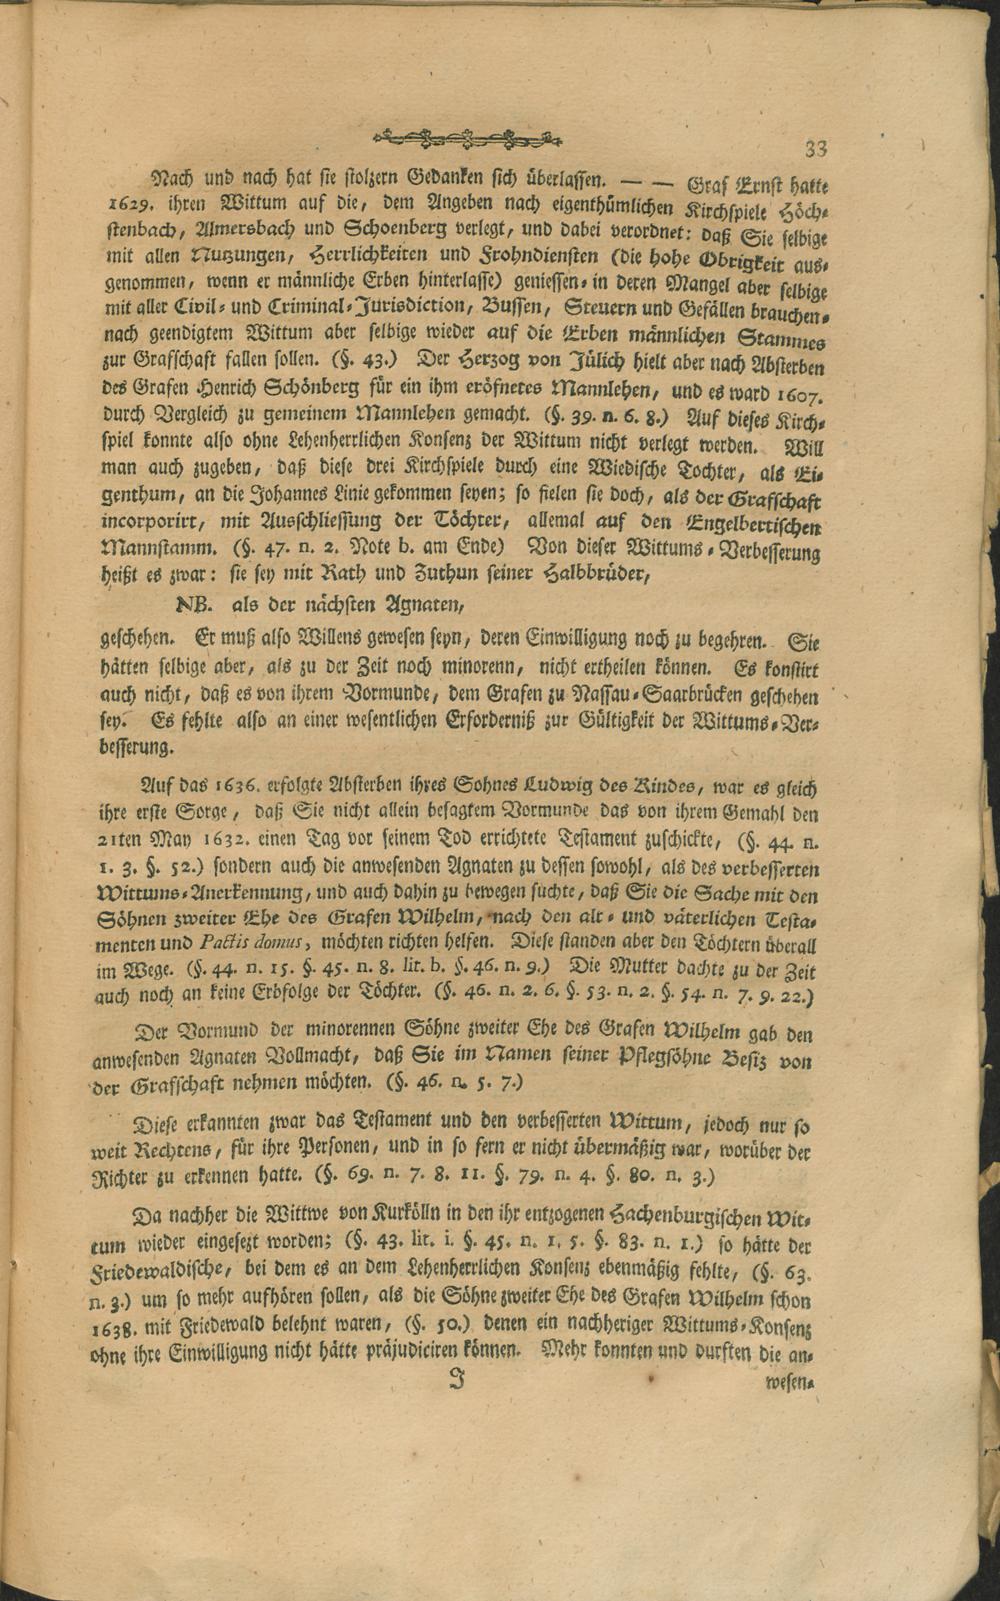 33
Nach und nach hat sie stolzern Gedanken sich überlassen. — — Graf Ernst hatte
1629. ihren Wittum auf die, dem Angeben nach eigenthümlichen Kirchspiele Höch-
stenbach, Almersbach und Schoenberg verlegt, und dabei verordnet: daß Sie selbige
mit allen Nutzungen, Herrlichkeiten und Frohndiensten (die hohe Obrigkeit aus-
genommen, wenn er männliche Erben hinterlasse) geniessen- in deren Mangel aber selbige
mit aller Civil- und Criminal-Jurisdiction, Bussen, Steuern und Gefällen brauchen-
nach geendigtem Wittum aber selbige wieder auf die Erben männlichen Stammes
zur Grafschaft fallen sollen. (§. 43.) Der Herzog von Jülich hielt aber nach Absterben
des Grafen Henrich Schönberg für ein ihm eröfnetes Mannlehen, und es ward 1607.
durch Vergleich zu gemeinem Mannlehen gemacht. (§. 39. n. 6. 8.) Auf dieses Kirch-
spiel konnte also ohne Lehenherrlichen Konsenz der Wittum nicht verlegt werden. Will
man auch zugeben, daß diese drei Kirchspiele durch eine Wiedische Tochter, als Ei-
genthum, an die Johannes Linie gekommen seyen; so fielen sie doch, als der Grafschaft
incorporirt, mit Ausschliessung der Töchter, allemal auf den Engelbertischen
Mannstamm. (§. 47. n. 2. Note b. am Ende) Von dieser Wittums-Verbesserung
heißt es zwar: sie sey mit Rath und Zuthun seiner Halbbrüder,
NB. als der nächsten Agnaten,
geschehen. Er muß also Willens gewesen seyn, deren Einwilligung noch zu begehren. Sie
hätten selbige aber, als zu der Zeit noch minorenn, nicht ertheilen können. Es konstirt
auch nicht, daß es von ihrem Vormunde, dem Grafen zu Nassau-Saarbrücken geschehen
sey. Es fehlte also an einer wesentlichen Erforderniß zur Gültigkeit der Wittums-Ver-
besserung.
Auf das 1636. erfolgte Absterben ihres Sohnes Ludwig des Kindes, war es gleich
ihre erste Sorge, daß Sie nicht allein besagtem Vormunde das von ihrem Gemahl den
21ten May 1632. einen Tag vor seinem Tod errichtete Testament zuschickte, (§. 44. n.
1. 3. §. 52.) sondern auch die anwesenden Agnaten zu dessen sowohl, als des verbesserten
Wittums-Anerkennung, und auch dahin zu bewegen suchte, daß Sie die Sache mit den
Söhnen zweiter Ehe des Grafen Wilhelm, nach den alt- und väterlichen Testa-
menten und Pactis domus, möchten richten helfen. Diese standen aber den Töchtern überall
im Wege. (§. 44. n. 15. §. 45. n. 8. lit. b. §. 46. n. 9.) Die Mutter dachte zu der Zeit
auch noch an keine Erbfolge der Töchter. (§. 46. n. 2. 6. §. 53. n. 2. §. 54. n. 7. 9. 22.)
Der Vormund der minorennen Söhne zweiter Ehe des Grafen Wilhelm gab den
anwesenden Agnaten Vollmacht, daß Sie im Namen seiner Pflegsöhne Besiz von
der Grafschaft nehmen möchten. (§. 46. n. 5. 7.)
Diese erkannten zwar das Testament und den verbesserten Wittum, jedoch nur so
weit Rechtens, für ihre Personen, und in so fern er nicht übermäßig war, worüber der
Richter zu erkennen hatte. (§. 69. n. 7. 8. 11. §. 79. n. 4. §. 80. n. 3.)
Da nachher die Wittwe von Kurkölln in den ihr entzogenen Hachenburgischen Wit-
tum wieder eingesezt worden; (§. 43. lit. i. §. 45. n. 1, 5. §. 83. n. 1.) so hätte der
Friedewaldische, bei dem es an dem Lehenherrlichen Konsenz ebenmäßig fehlte, (§. 63.
n. 3.) um so mehr aufhören sollen, als die Söhne zweiter Ehe des Grafen Wilhelm schon
1638. mit Friedewald belehnt waren, (§. 50.) denen ein nachheriger Wittums-Konsenz
ohne ihre Einwilligung nicht hätte präjudiciren können. Mehr konnten und durften die an-
J wesen-